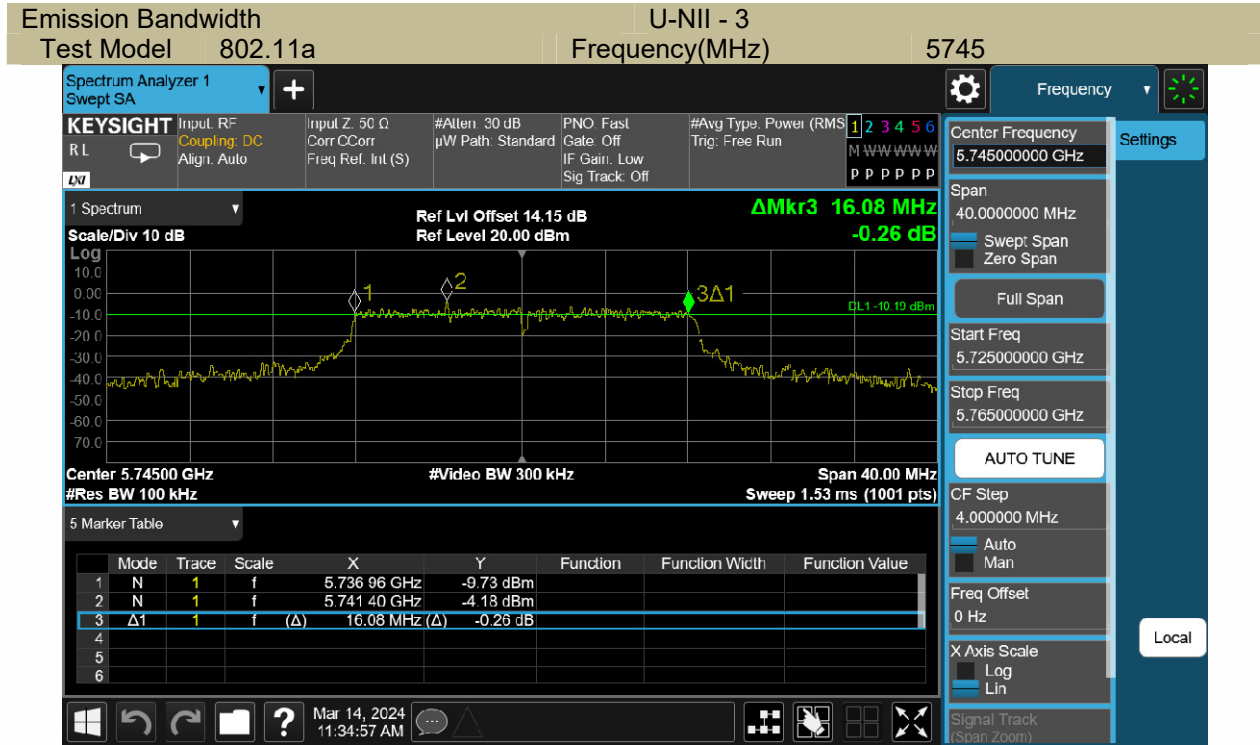 Emission Bandwidth U-NII - 3
Test Model 802.11a Frequency(MHz) 5745
Spectrum Analyzer 1
Swept SA
+
Frequency
KEYSIGHT
RL
LXI
Input: RF
Coupling: DC
Align: Auto
Input Z: 50 Ω
Corr CCorr
Freq Ref: Int (S)
#Atten: 30 dB
µW Path: Standard
PNO: Fast
Gate: Off
IF Gain: Low
Sig Track: Off
#Avg Type: Power (RMS
Trig: Free Run
1 2 3 4 5 6
M W W W W W
P P P P P P
1 Spectrum
Scale/Div 10 dB
Ref Lvl Offset 14.15 dB
Ref Level 20.00 dBm
ΔMkr3 16.08 MHz
-0.26 dB
Log
10.0
0.00
-10.0
-20.0
-30.0
-40.0
-50.0
-60.0
-70.0
1
2
3Δ1
DL1 -10.19 dBm
Center 5.74500 GHz #Video BW 300 kHz Span 40.00 MHz
#Res BW 100 kHz Sweep 1.53 ms (1001 pts)
5 Marker Table
Mode Trace Scale X Y Function Function Width Function Value
1 N 1 f 5.736 96 GHz -9.73 dBm
2 N 1 f 5.741 40 GHz -4.18 dBm
3 Δ1 1 f (Δ) 16.08 MHz (Δ) -0.26 dB
4
5
6
Center Frequency
5.745000000 GHz
Settings
Span
40.0000000 MHz
Swept Span
Zero Span
Full Span
Start Freq
5.725000000 GHz
Stop Freq
5.765000000 GHz
AUTO TUNE
CF Step
4.000000 MHz
Auto
Man
Freq Offset
0 Hz
X Axis Scale
Log
Lin
Signal Track
(Span Zoom)
Local
?
Mar 14, 2024
11:34:57 AM